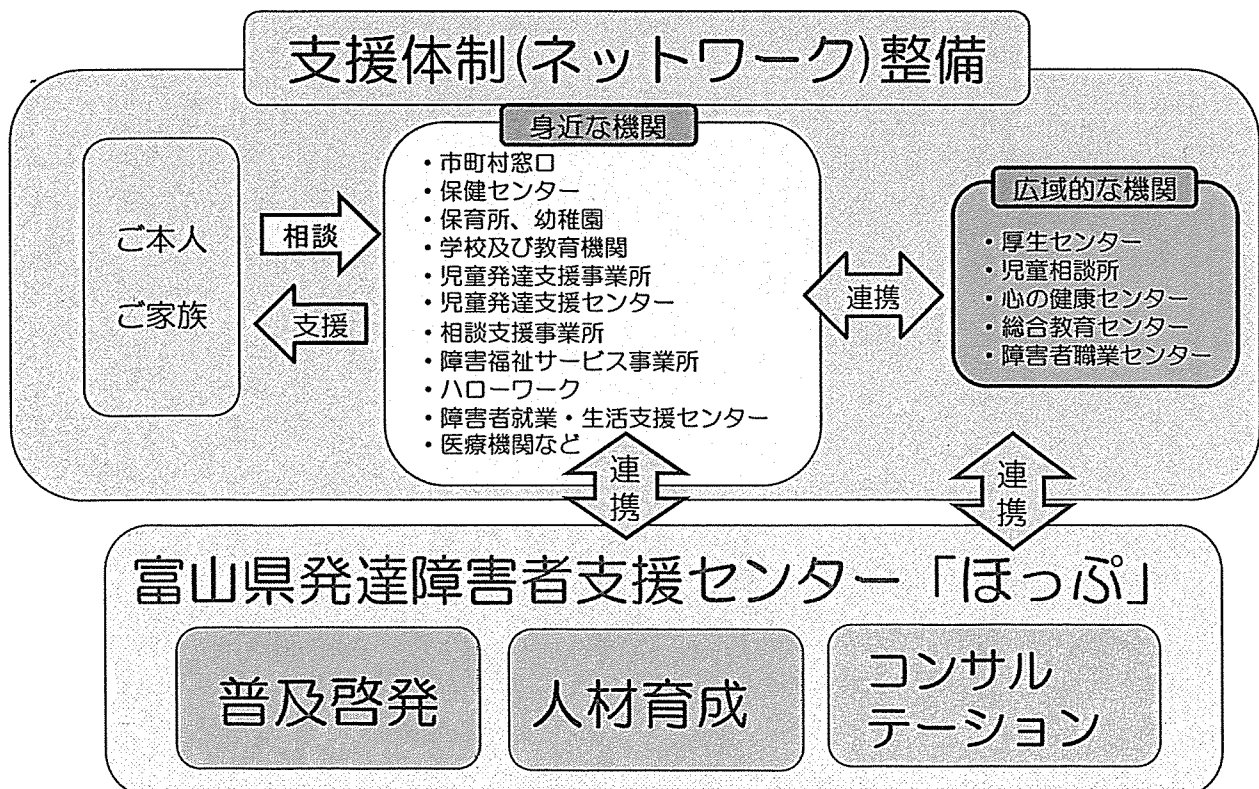 支援体制(ネットワーク)整備
ご本人
ご家族
相談
支援
身近な機関
・市町村窓口
・保健センター
・保育所、幼稚園
・学校及び教育機関
・児童発達支援事業所
・児童発達支援センター
・相談支援事業所
・障害福祉サービス事業所
・ハローワーク
・障害者就業・生活支援センター
・医療機関など
連携
広域的な機関
・厚生センター
・児童相談所
・心の健康センター
・総合教育センター
・障害者職業センター
連携
連携
富山県発達障害者支援センター「ほっぷ」
普及啓発
人材育成
コンサル
テーション